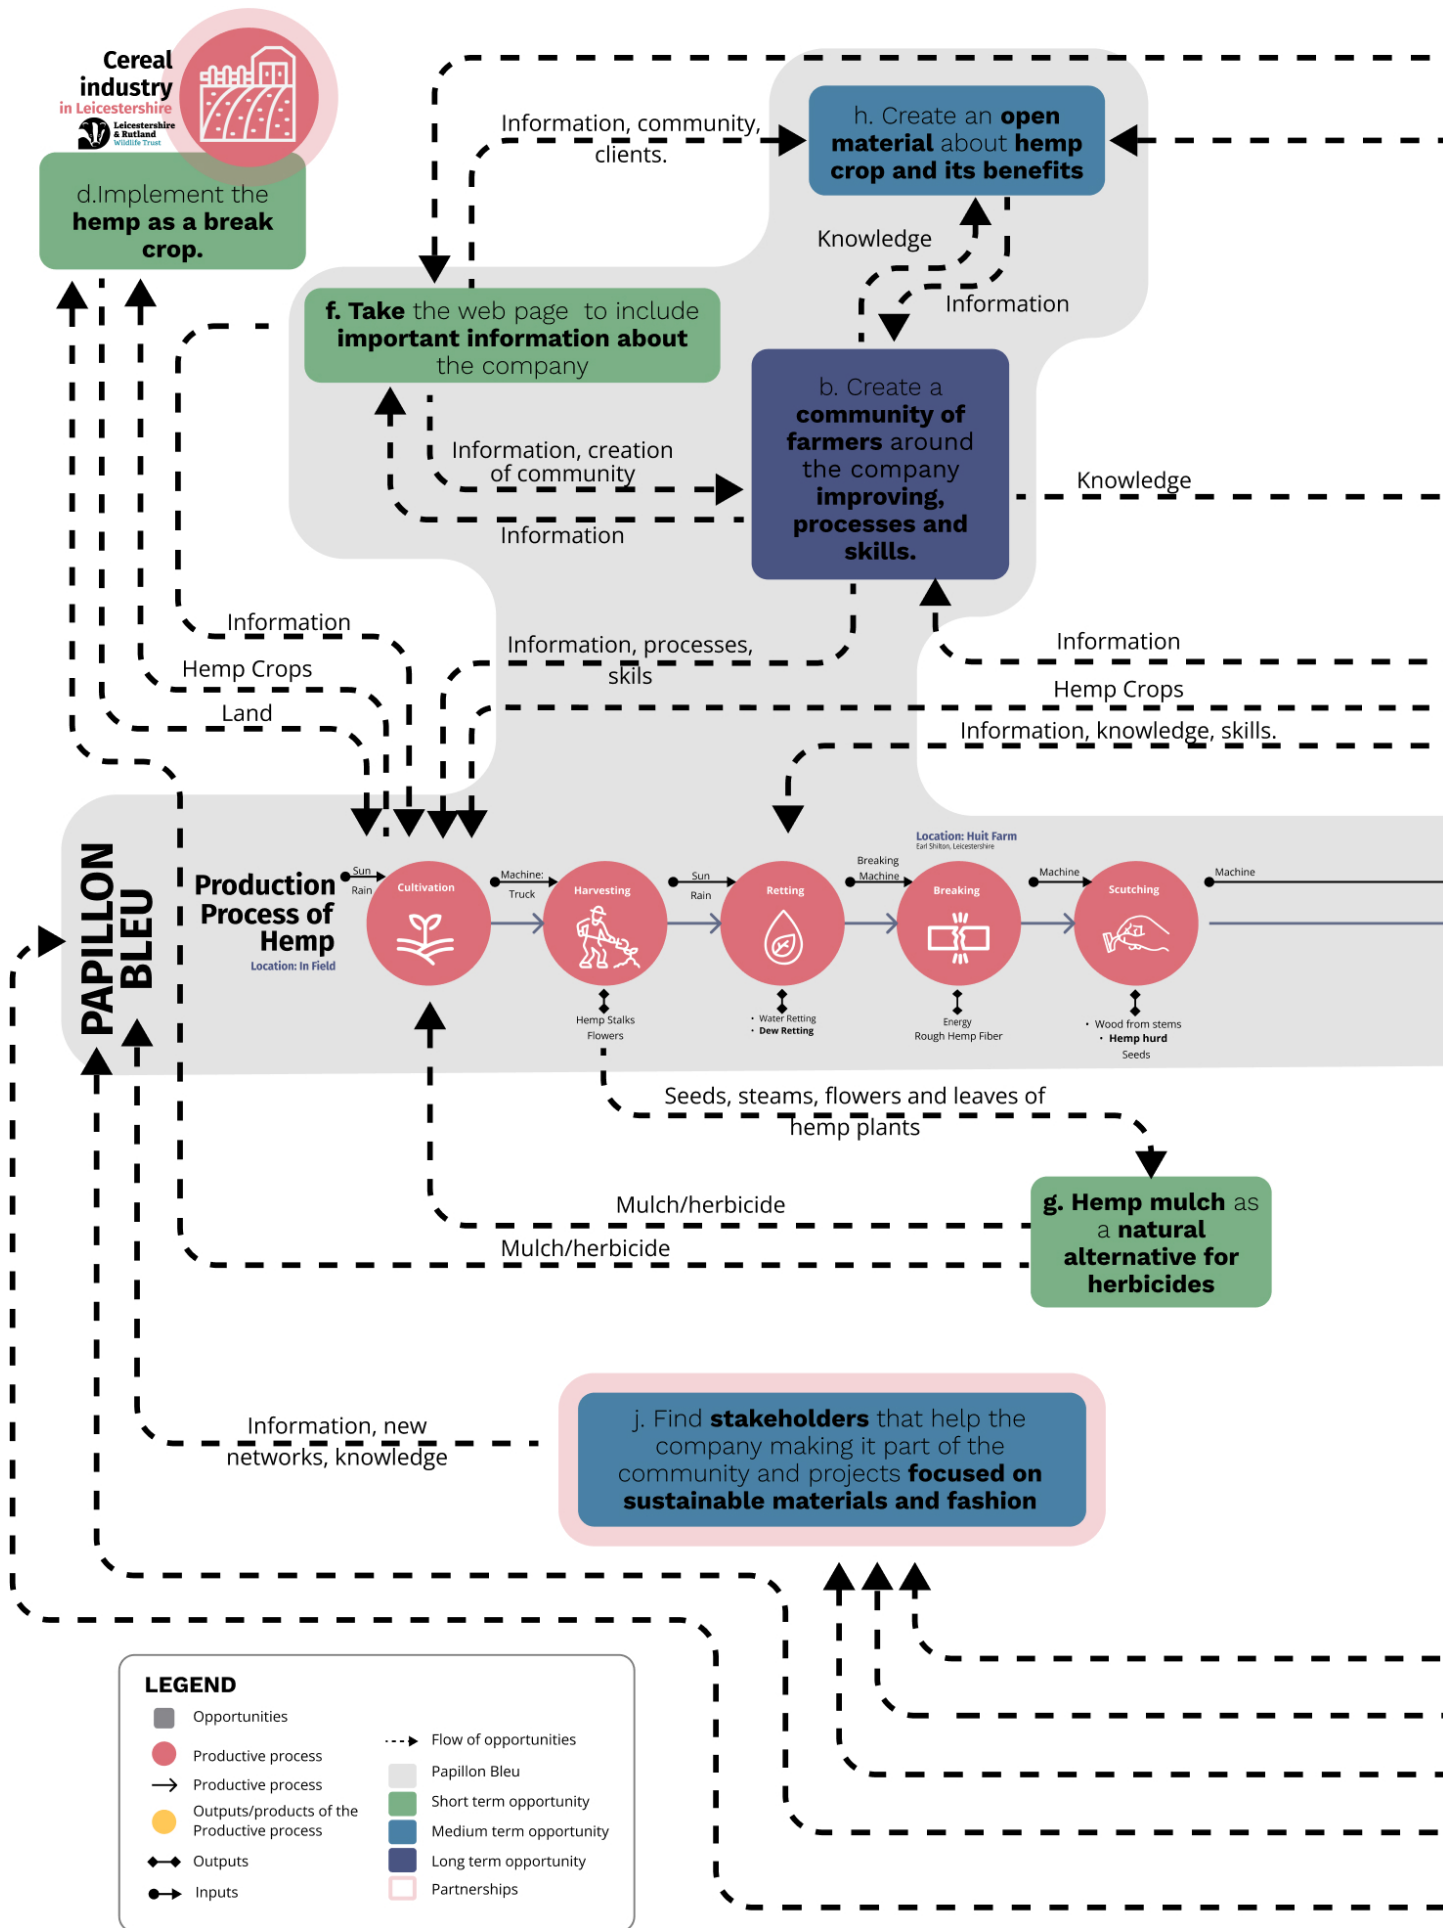 Cereal
industry
in Leicestershire
Leicestershire
& Rutland
Wildlife Trust
d.Implement the
hemp as a break
crop.
Information, community,
clients.
h. Create an open
material about hemp
crop and its benefits
Knowledge
Information
f. Take the web page to include
important information about
the company
b. Create a
community of
farmers around
the company
improving,
processes and
skills.
Information, creation
of community
Information
Knowledge
Information
Hemp Crops
Land
Information, processes,
skils
Information
Hemp Crops
Information, knowledge, skills.
PAPILLON
BLEU
Production
Process of
Hemp
Location: In Field
Sun
Rain
Cultivation
Machine:
Truck
Harvesting
Sun
Rain
Retting
Breaking
Machine
Location: Huit Farm
Earl Shilton, Leicestershire
Breaking
Machine
Scutching
Machine
Hemp Stalks
Flowers
• Water Retting
• Dew Retting
Energy
Rough Hemp Fiber
• Wood from stems
• Hemp hurd
Seeds
Seeds, steams, flowers and leaves of
hemp plants
Mulch/herbicide
Mulch/herbicide
g. Hemp mulch as
a natural
alternative for
herbicides
Information, new
networks, knowledge
j. Find stakeholders that help the
company making it part of the
community and projects focused on
sustainable materials and fashion
LEGEND
Opportunities
Productive process
Productive process
Outputs/products of the
Productive process
Outputs
Inputs
Flow of opportunities
Papillon Bleu
Short term opportunity
Medium term opportunity
Long term opportunity
Partnerships